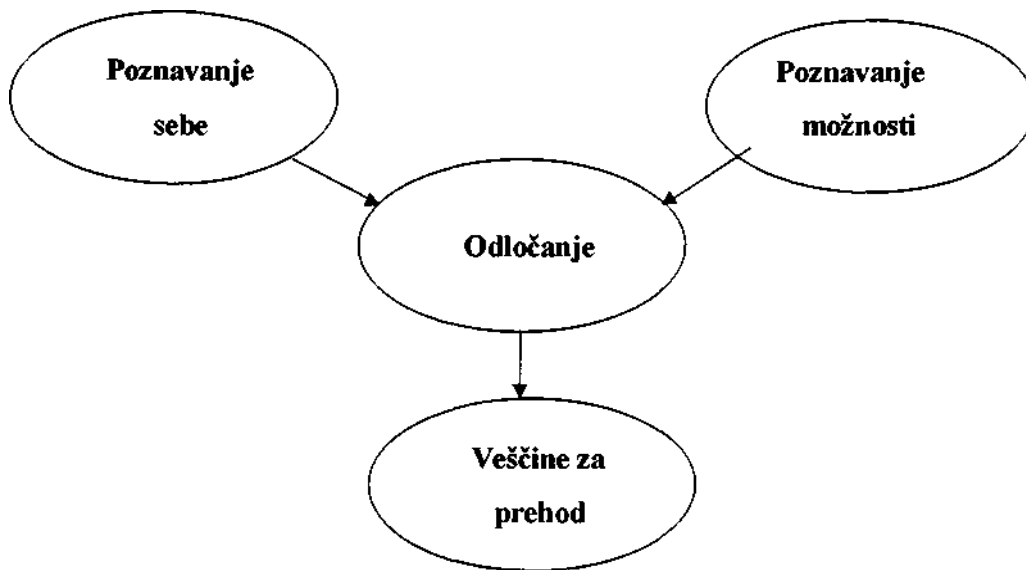 Poznavanje
sebe
Poznavanje
možnosti
Odločanje
Veščine za
prehod